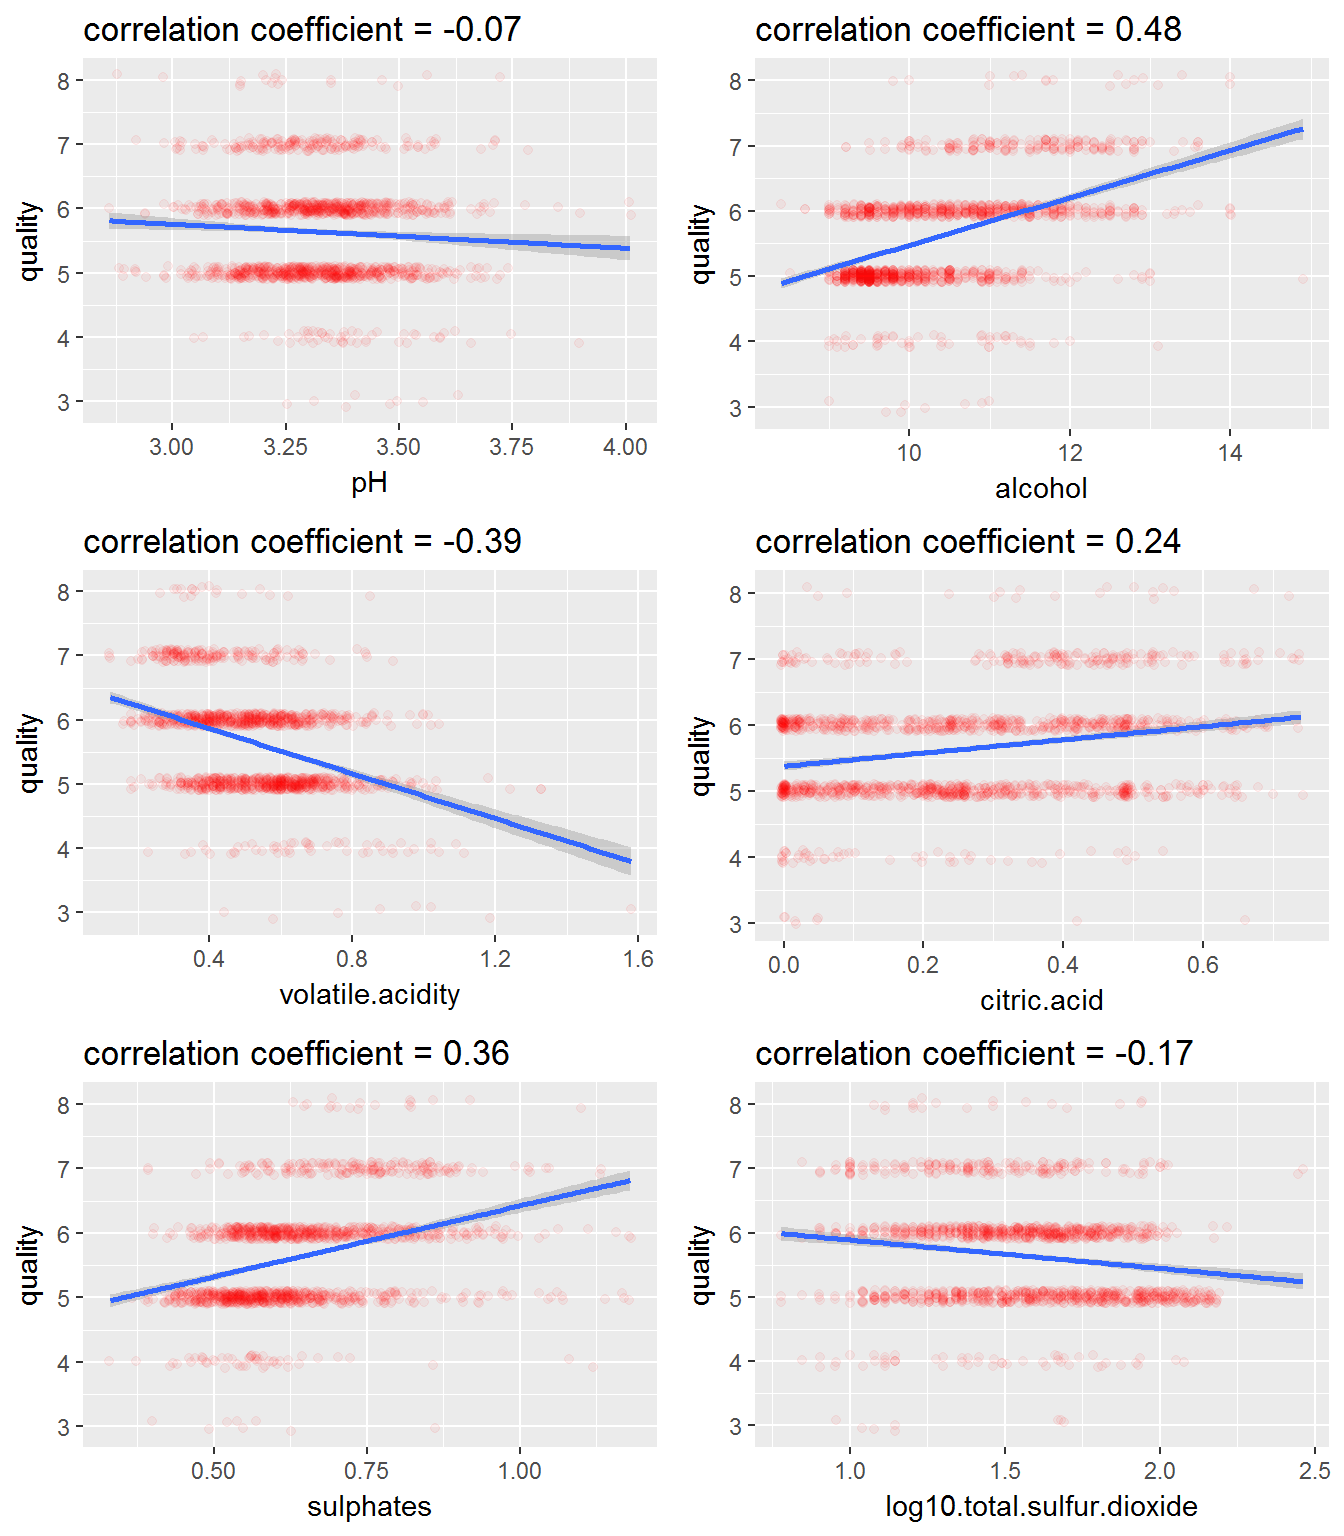 correlation coefficient = -0.07
8
7
6
5
4
3
quality
3.00 3.25 3.50 3.75 4.00
pH
correlation coefficient = 0.48
8
7
6
5
4
3
quality
10 12 14
alcohol
correlation coefficient = -0.39
8
7
6
5
4
3
quality
0.4 0.8 1.2 1.6
volatile.acidity
correlation coefficient = 0.24
8
7
6
5
4
3
quality
0.0 0.2 0.4 0.6
citric.acid
correlation coefficient = 0.36
8
7
6
5
4
3
quality
0.50 0.75 1.00
sulphates
correlation coefficient = -0.17
8
7
6
5
4
3
quality
1.0 1.5 2.0 2.5
log10.total.sulfur.dioxide